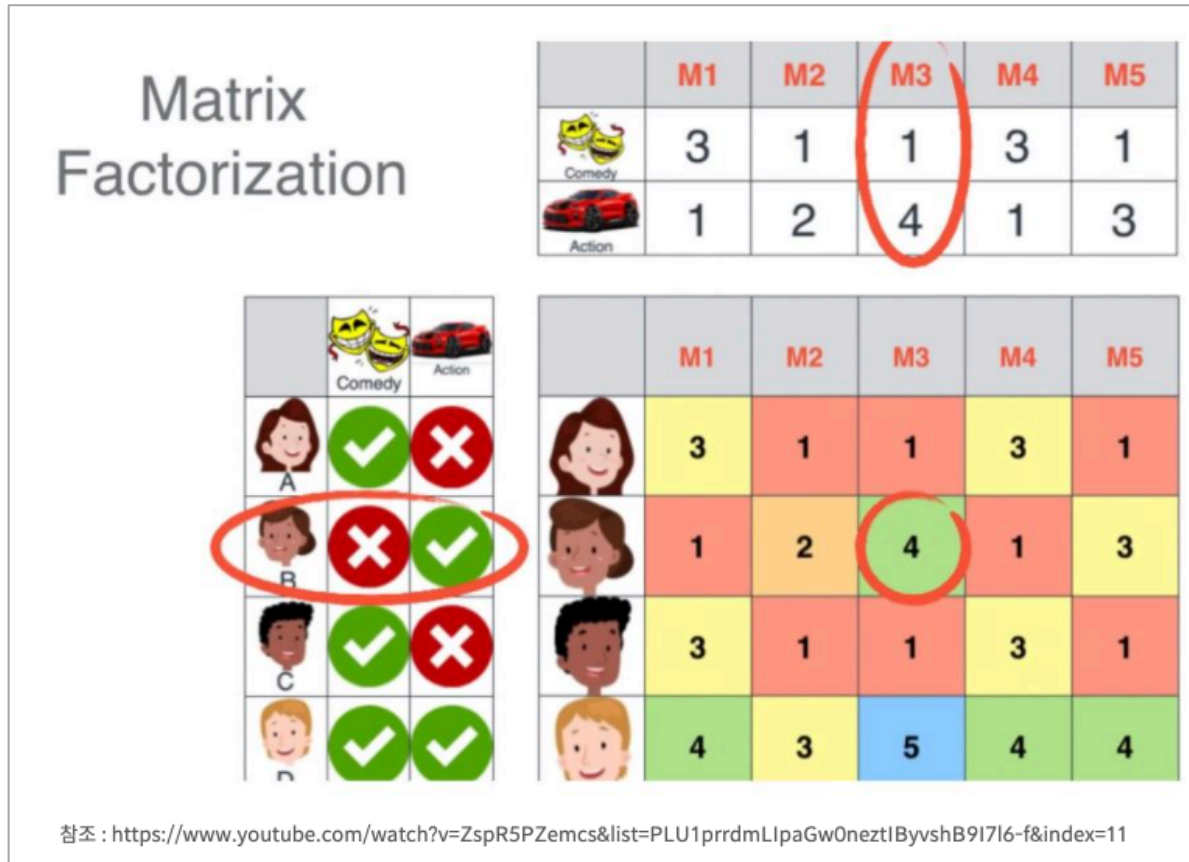 Matrix
Factorization
M1 M2 M3 M4 M5
Comedy 3 1 1 3 1
Action 1 2 4 1 3
Comedy Action
M1 M2 M3 M4 M5
A
3 1 1 3 1
B
1 2 4 1 3
C
3 1 1 3 1
D
4 3 5 4 4
참조 : https://www.youtube.com/watch?v=ZspR5PZemcs&list=PLU1prrdmLIpaGw0neztIByvshB9I7l6-f&index=11